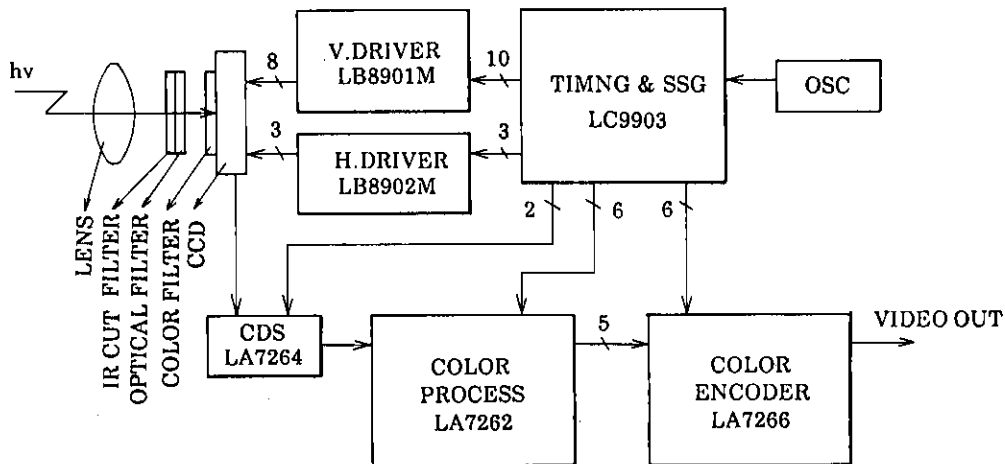 hν
8
V.DRIVER
LB8901M
10
TIMNG & SSG
LC9903
OSC
3
H.DRIVER
LB8902M
3
2
6
6
LENS
IR CUT FILTER
OPTICAL FILTER
COLOR FILTER
CCD
CDS
LA7264
COLOR
PROCESS
LA7262
5
COLOR
ENCODER
LA7266
VIDEO OUT